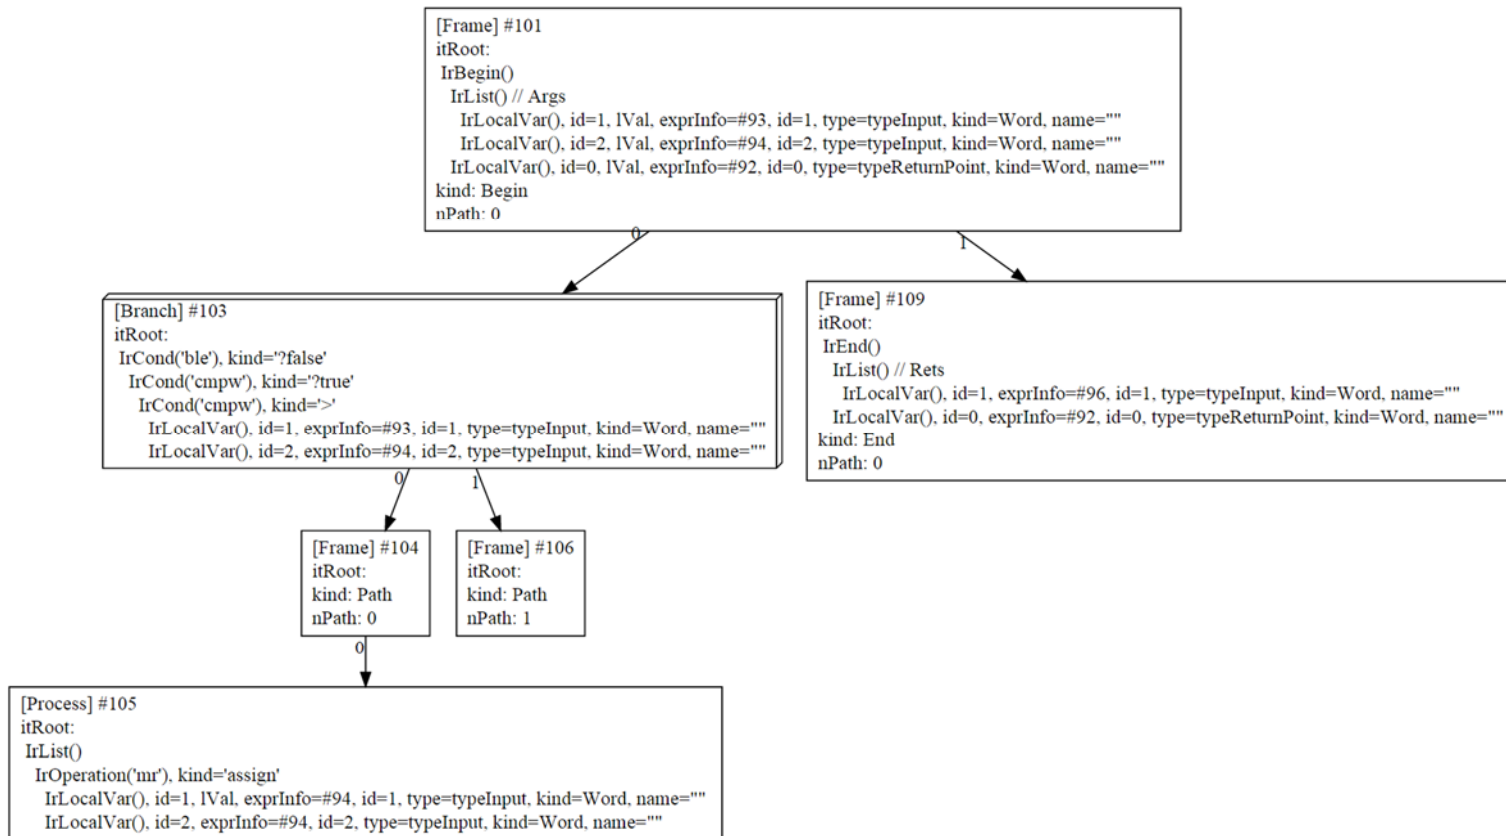 [Frame] #101
itRoot:
IrBegin()
IrList() // Args
IrLocalVar(), id=1, lVal, exprInfo=#93, id=1, type=typeInput, kind=Word, name=""
IrLocalVar(), id=2, lVal, exprInfo=#94, id=2, type=typeInput, kind=Word, name=""
IrLocalVar(), id=0, lVal, exprInfo=#92, id=0, type=typeReturnPoint, kind=Word, name=""
kind: Begin
nPath: 0
0
1
[Branch] #103
itRoot:
IrCond('ble'), kind='?false'
IrCond('cmpw'), kind='?true'
IrCond('cmpw'), kind='>'
IrLocalVar(), id=1, exprInfo=#93, id=1, type=typeInput, kind=Word, name=""
IrLocalVar(), id=2, exprInfo=#94, id=2, type=typeInput, kind=Word, name=""
[Frame] #109
itRoot:
IrEnd()
IrList() // Rets
IrLocalVar(), id=1, exprInfo=#96, id=1, type=typeInput, kind=Word, name=""
IrLocalVar(), id=0, exprInfo=#92, id=0, type=typeReturnPoint, kind=Word, name=""
kind: End
nPath: 0
0
1
[Frame] #104
itRoot:
kind: Path
nPath: 0
[Frame] #106
itRoot:
kind: Path
nPath: 1
0
[Process] #105
itRoot:
IrList()
IrOperation('mr'), kind='assign'
IrLocalVar(), id=1, lVal, exprInfo=#94, id=1, type=typeInput, kind=Word, name=""
IrLocalVar(), id=2, exprInfo=#94, id=2, type=typeInput, kind=Word, name=""